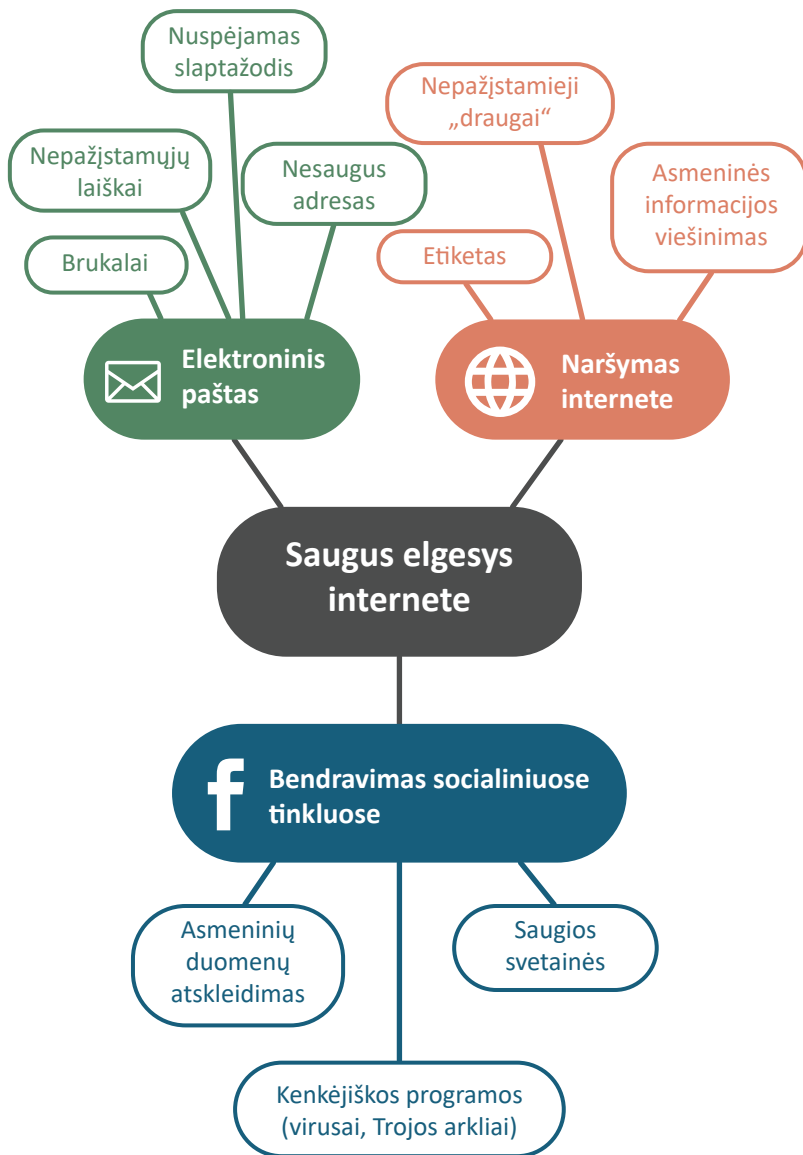 Nuspėjamas
slaptažodis
Nepažįstamųjų
laiškai
Nesaugus
adresas
Brukalai
Elektroninis
paštas
Nepažįstamieji
„draugai“
Asmeninės
informacijos
viešinimas
Etiketas
Naršymas
internete
Saugus elgesys
internete
Bendravimas socialiniuose
tinkluose
Asmeninių
duomenų
atskleidimas
Saugios
svetainės
Kenkėjiškos programos
(virusai, Trojos arkliai)